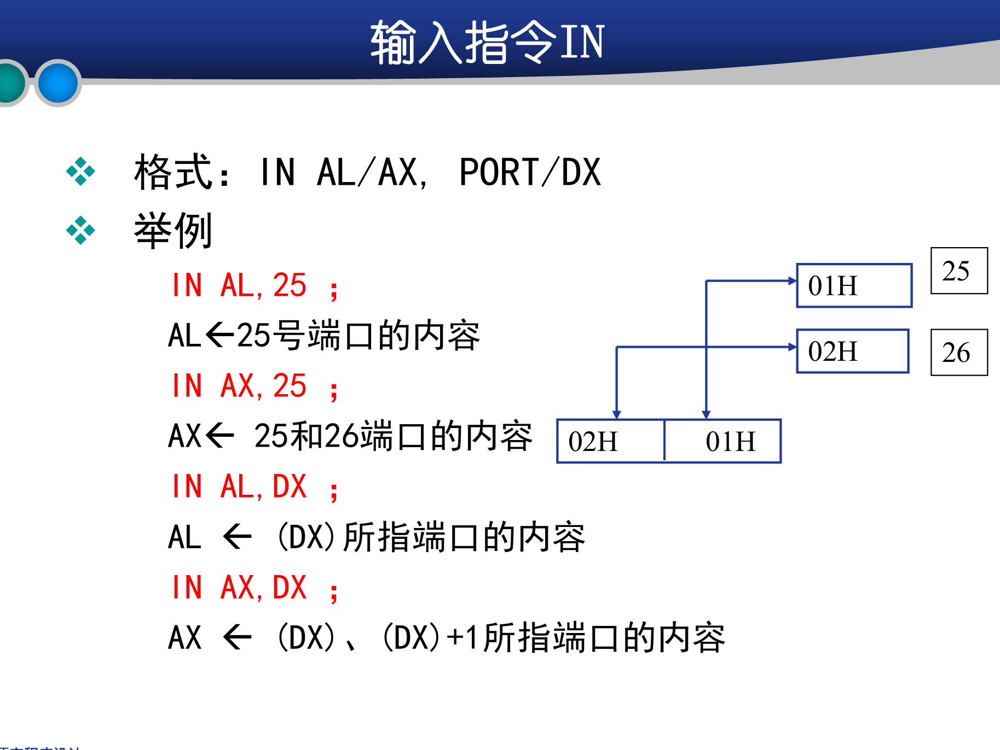 输入指令IN
格式：IN AL/AX, PORT/DX
举例
IN AL,25 ；
AL←25号端口的内容
IN AX,25 ；
AX← 25和26端口的内容
IN AL,DX ；
AL ← (DX)所指端口的内容
IN AX,DX ；
AX ← (DX)、(DX)+1所指端口的内容
01H
25
02H
26
02H 01H